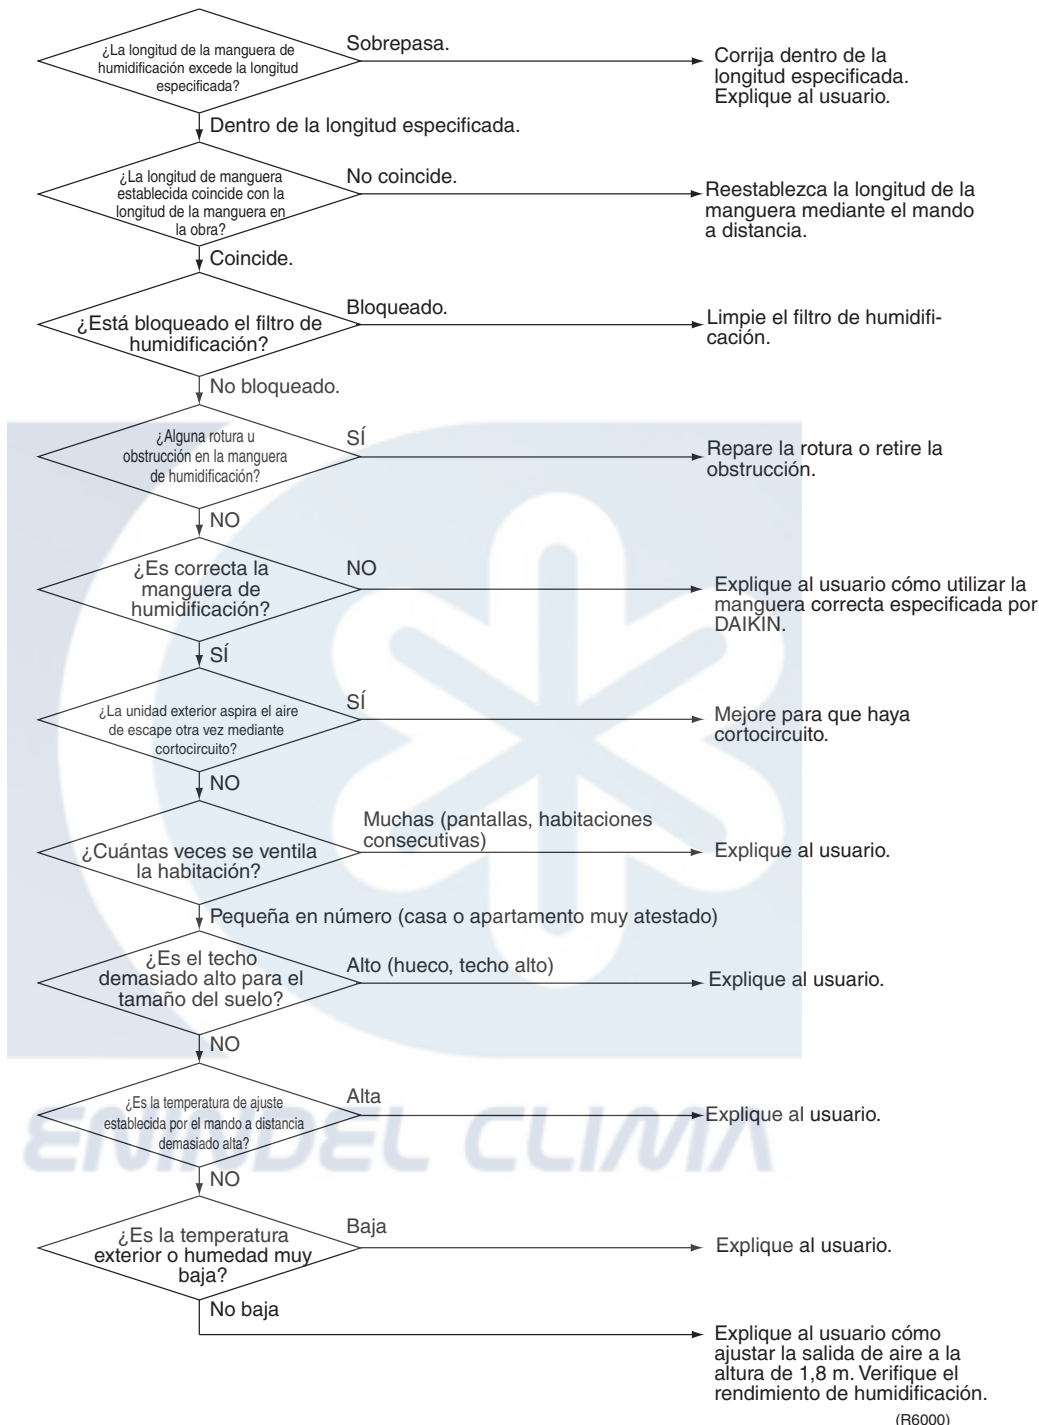 ¿La longitud de la manguera de
humidificación excede la longitud
especificada?
Sobrepasa.
Corrija dentro de la
longitud especificada.
Explique al usuario.
Dentro de la longitud especificada.
¿La longitud de manguera
establecida coincide con la
longitud de la manguera en
la obra?
No coincide.
Reestablezca la longitud de la
manguera mediante el mando
a distancia.
Coincide.
¿Está bloqueado el filtro de
humidificación?
Bloqueado.
Limpie el filtro de humidifi-
cación.
No bloqueado.
¿Alguna rotura u
obstrucción en la manguera
de humidificación?
SÍ
Repare la rotura o retire la
obstrucción.
NO
¿Es correcta la
manguera de
humidificación?
NO
Explique al usuario cómo utilizar la
manguera correcta especificada por
DAIKIN.
SÍ
¿La unidad exterior aspira el aire
de escape otra vez mediante
cortocircuito?
SÍ
Mejore para que haya
cortocircuito.
NO
¿Cuántas veces se ventila
la habitación?
Muchas (pantallas, habitaciones
consecutivas)
Explique al usuario.
Pequeña en número (casa o apartamento muy atestado)
¿Es el techo
demasiado alto para el
tamaño del suelo?
Alto (hueco, techo alto)
Explique al usuario.
NO
¿Es la temperatura de ajuste
establecida por el mando a distancia
demasiado alta?
Alta
Explique al usuario.
ENINDEL CLIMA
NO
¿Es la temperatura
exterior o humedad muy
baja?
Baja
Explique al usuario.
No baja
Explique al usuario cómo
ajustar la salida de aire a la
altura de 1,8 m. Verifique el
rendimiento de humidificación.
(R6000)